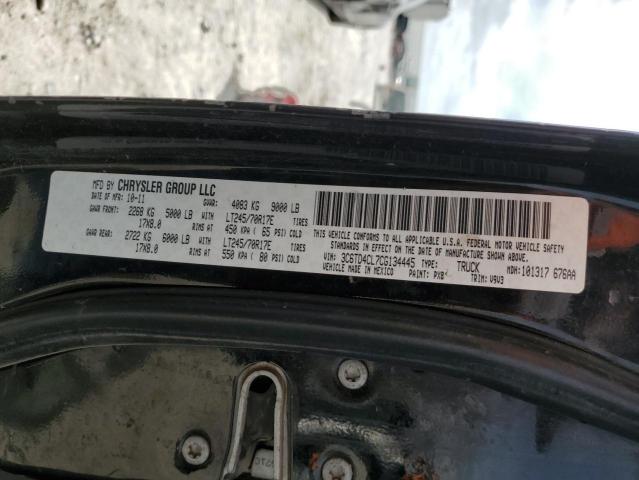 MFD BY CHRYSLER GROUP LLC
DATE OF MFR: 10-11 GVWR: 4083 KG 9000 LB
GAWR FRONT: 2268 KG 5000 LB WITH LT245/70R17E TIRES
17X8.0 RIMS AT 450 KPA ( 65 PSI) COLD
GAWR REAR: 2722 KG 6000 LB WITH LT245/70R17E TIRES
17X8.0 RIMS AT 550 KPA ( 80 PSI) COLD
THIS VEHICLE CONFORMS TO ALL APPLICABLE U.S.A. FEDERAL MOTOR VEHICLE SAFETY
STANDARDS IN EFFECT ON THE DATE OF MANUFACTURE SHOWN ABOVE.
VIN: 3C6TD4CL7CG134445 TYPE: TRUCK
VEHICLE MADE IN MEXICO PAINT: PX8 MDH: 101317 676AA
TRIM: V9V3